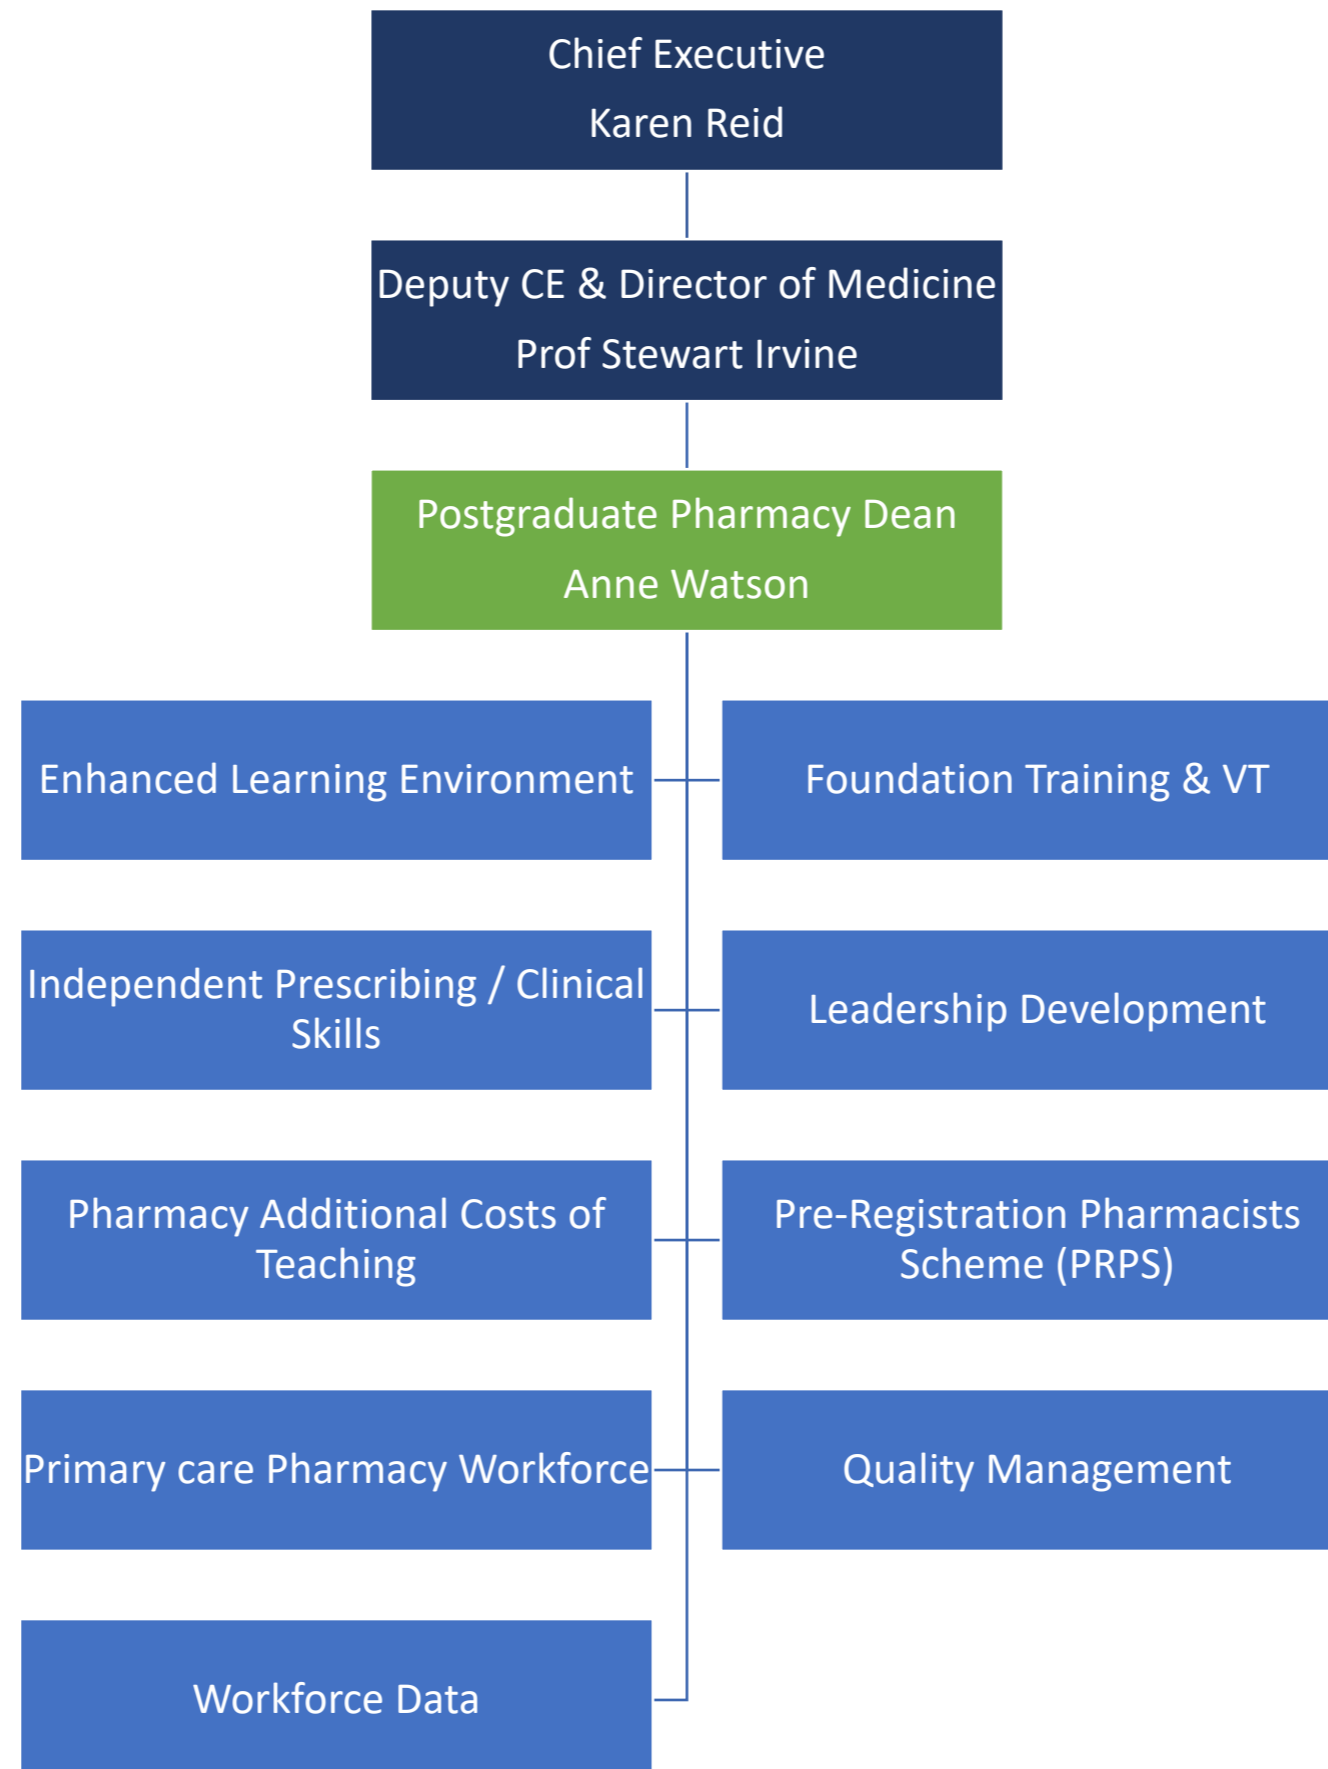 Chief Executive
Karen Reid
Deputy CE & Director of Medicine
Prof Stewart Irvine
Postgraduate Pharmacy Dean
Anne Watson
Enhanced Learning Environment
Foundation Training & VT
Independent Prescribing / Clinical
Skills
Leadership Development
Pharmacy Additional Costs of
Teaching
Pre-Registration Pharmacists
Scheme (PRPS)
Primary care Pharmacy Workforce
Quality Management
Workforce Data